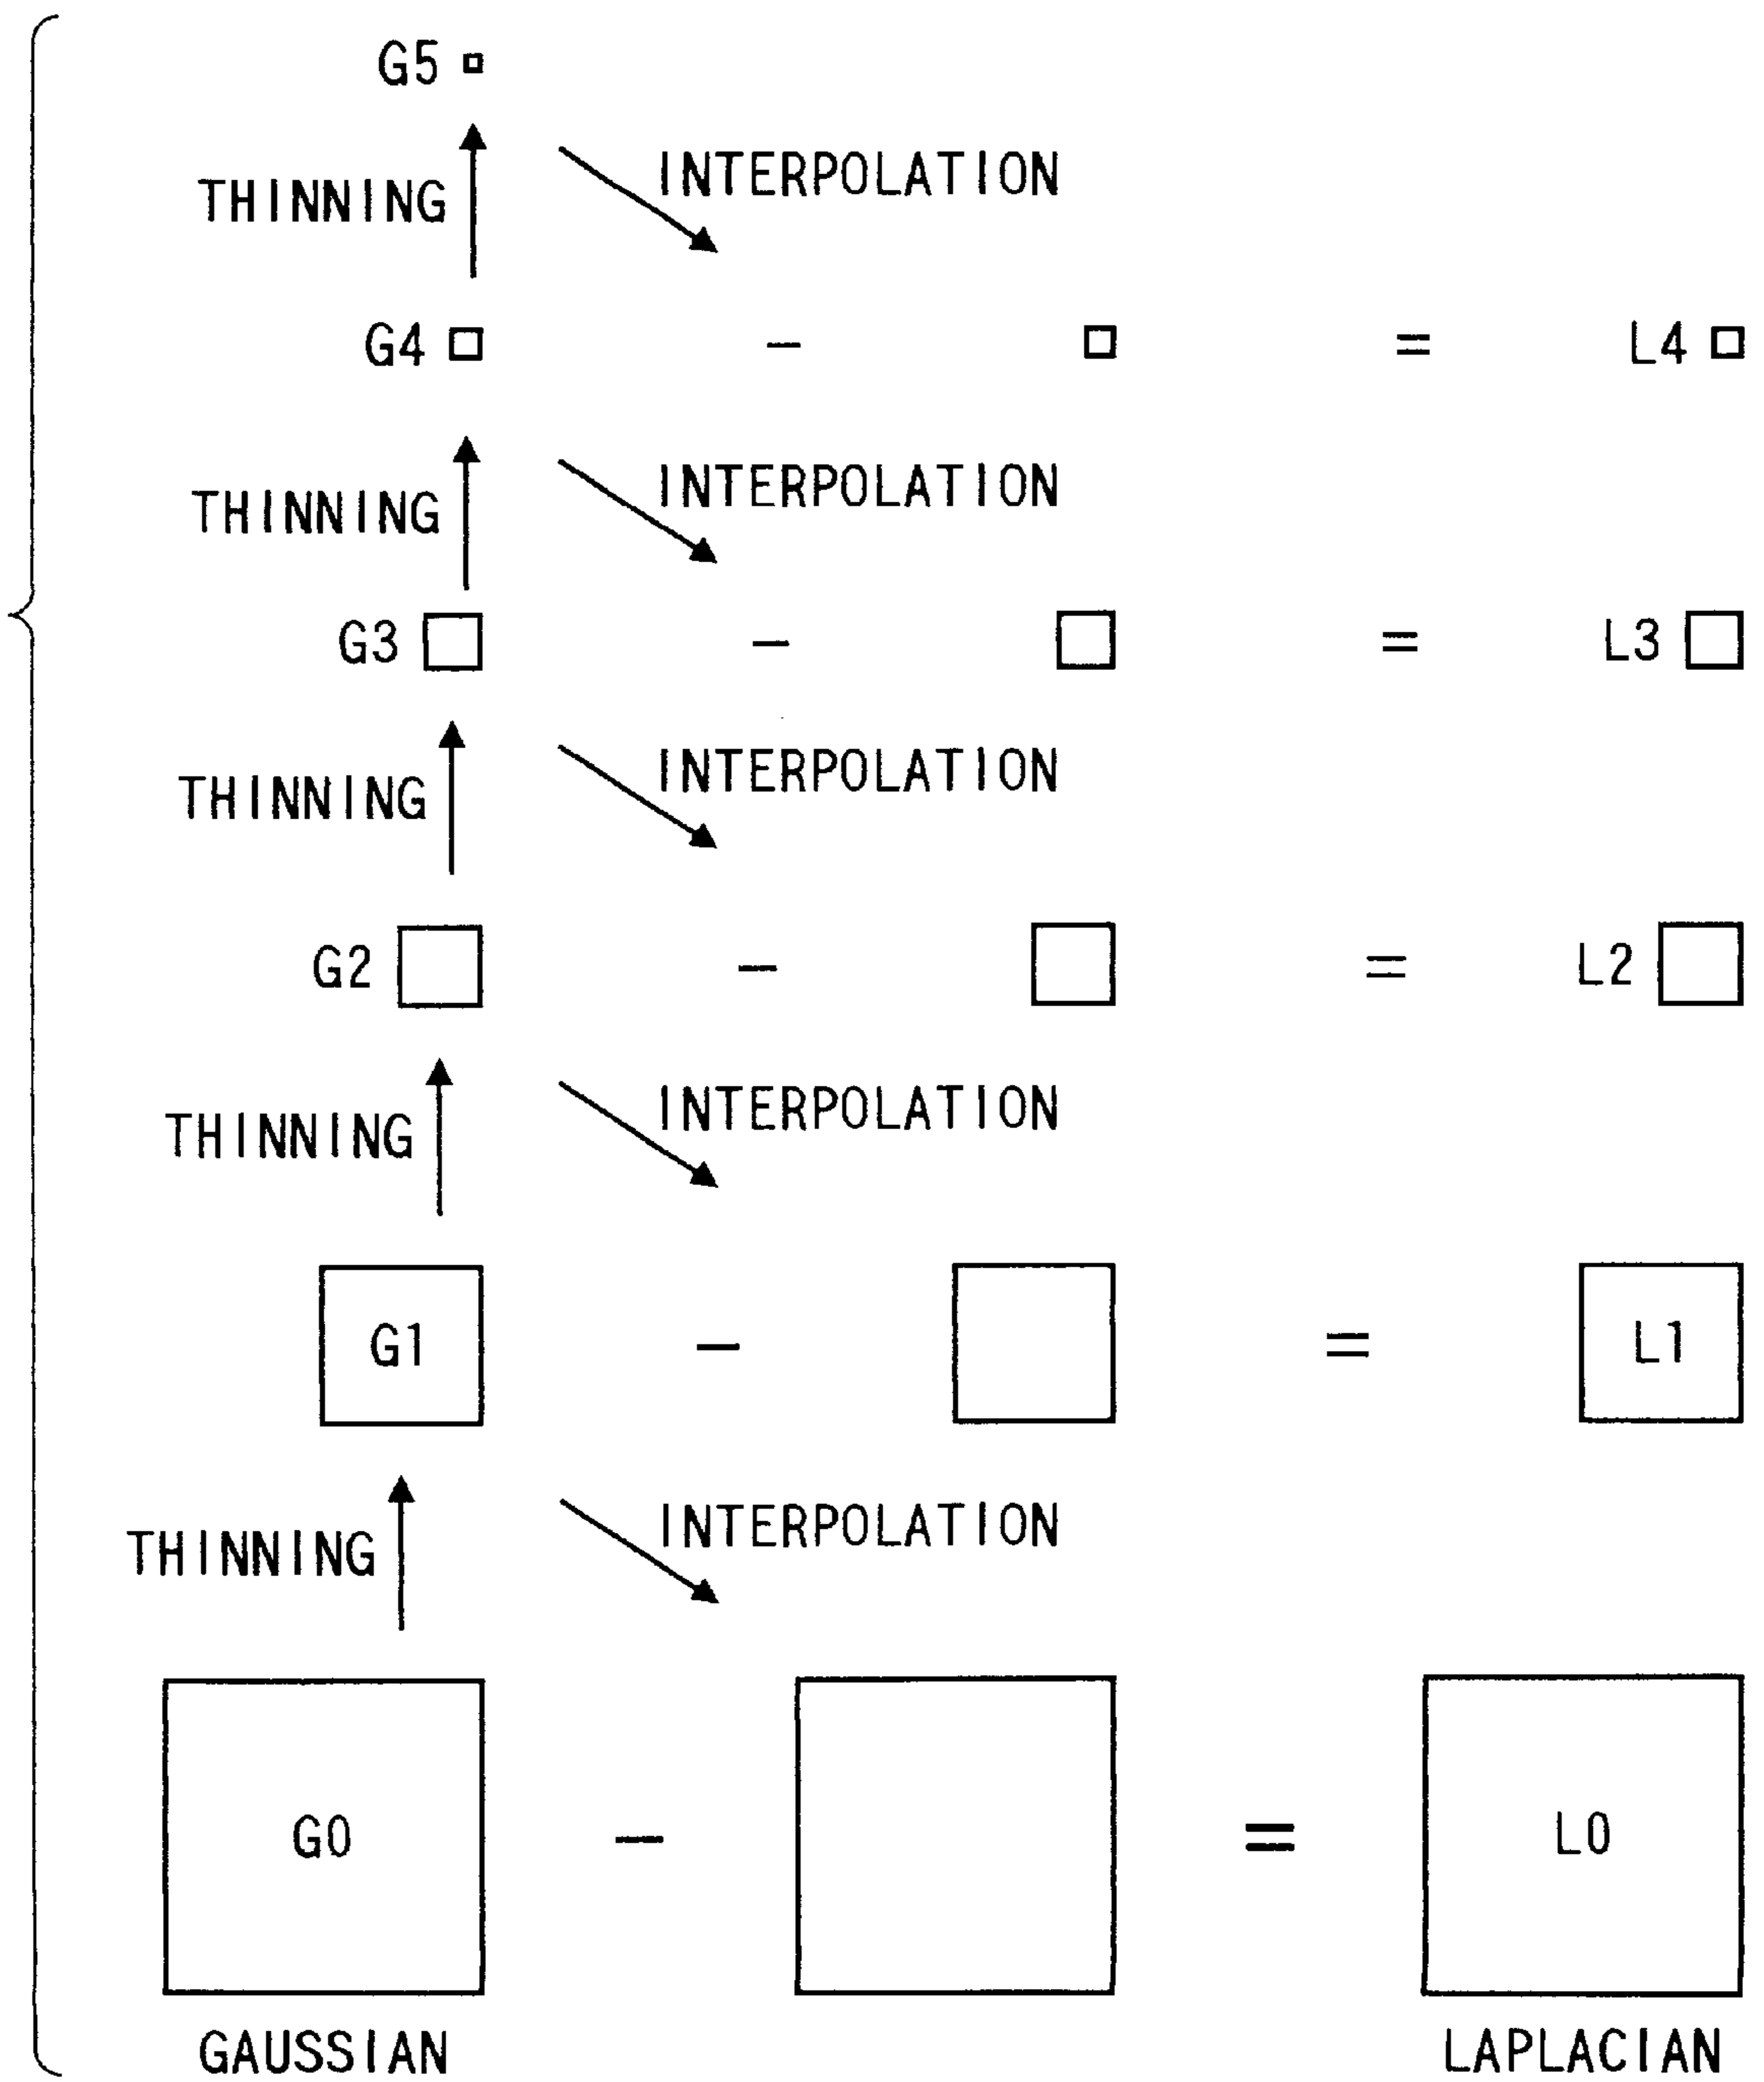 G5
THINNING
INTERPOLATION
G4 - = L4
THINNING
INTERPOLATION
G3 - = L3
THINNING
INTERPOLATION
G2 - = L2
THINNING
INTERPOLATION
G1 - = L1
THINNING
INTERPOLATION
G0 - = L0
GAUSSIAN
LAPLACIAN